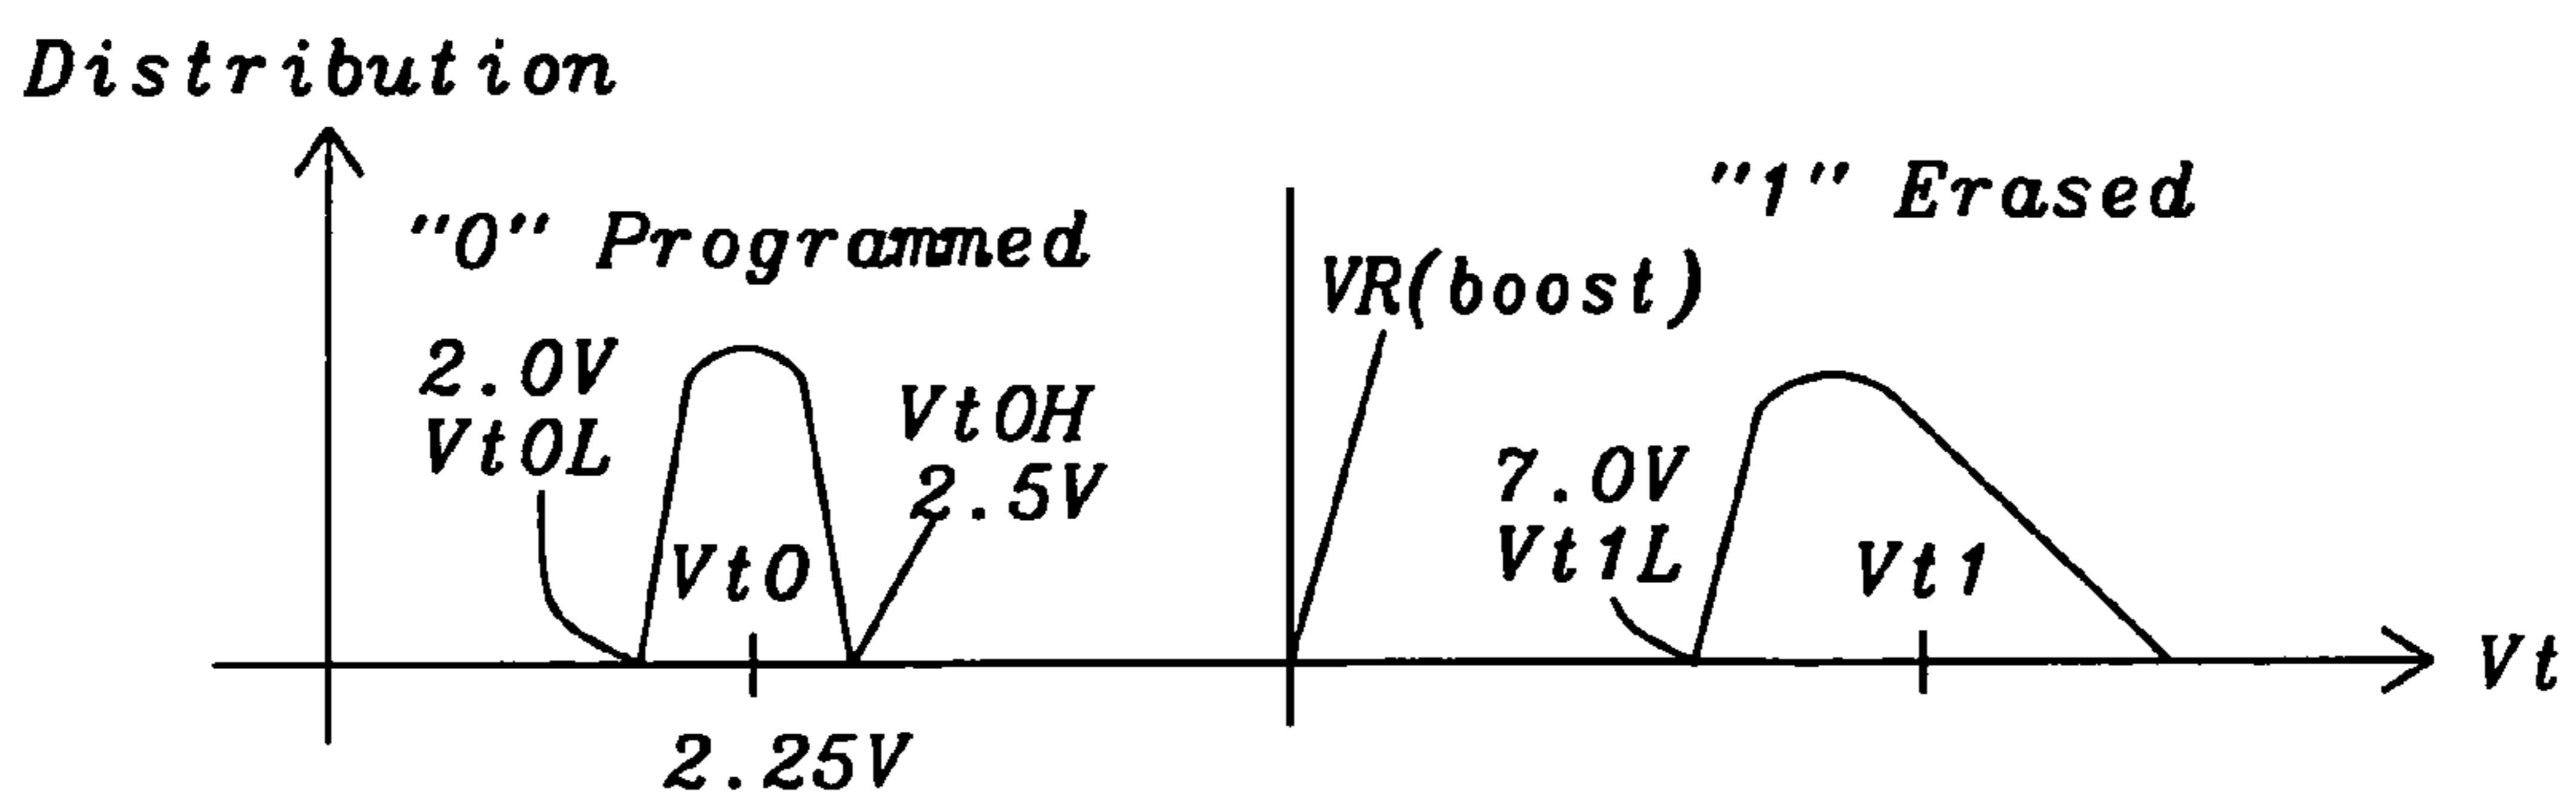 Distribution
"0" Programmed
"1" Erased
VR(boost)
2.0V
Vt0L
Vt0H
2.5V
7.0V
Vt1L
Vt0
Vt1
Vt
2.25V